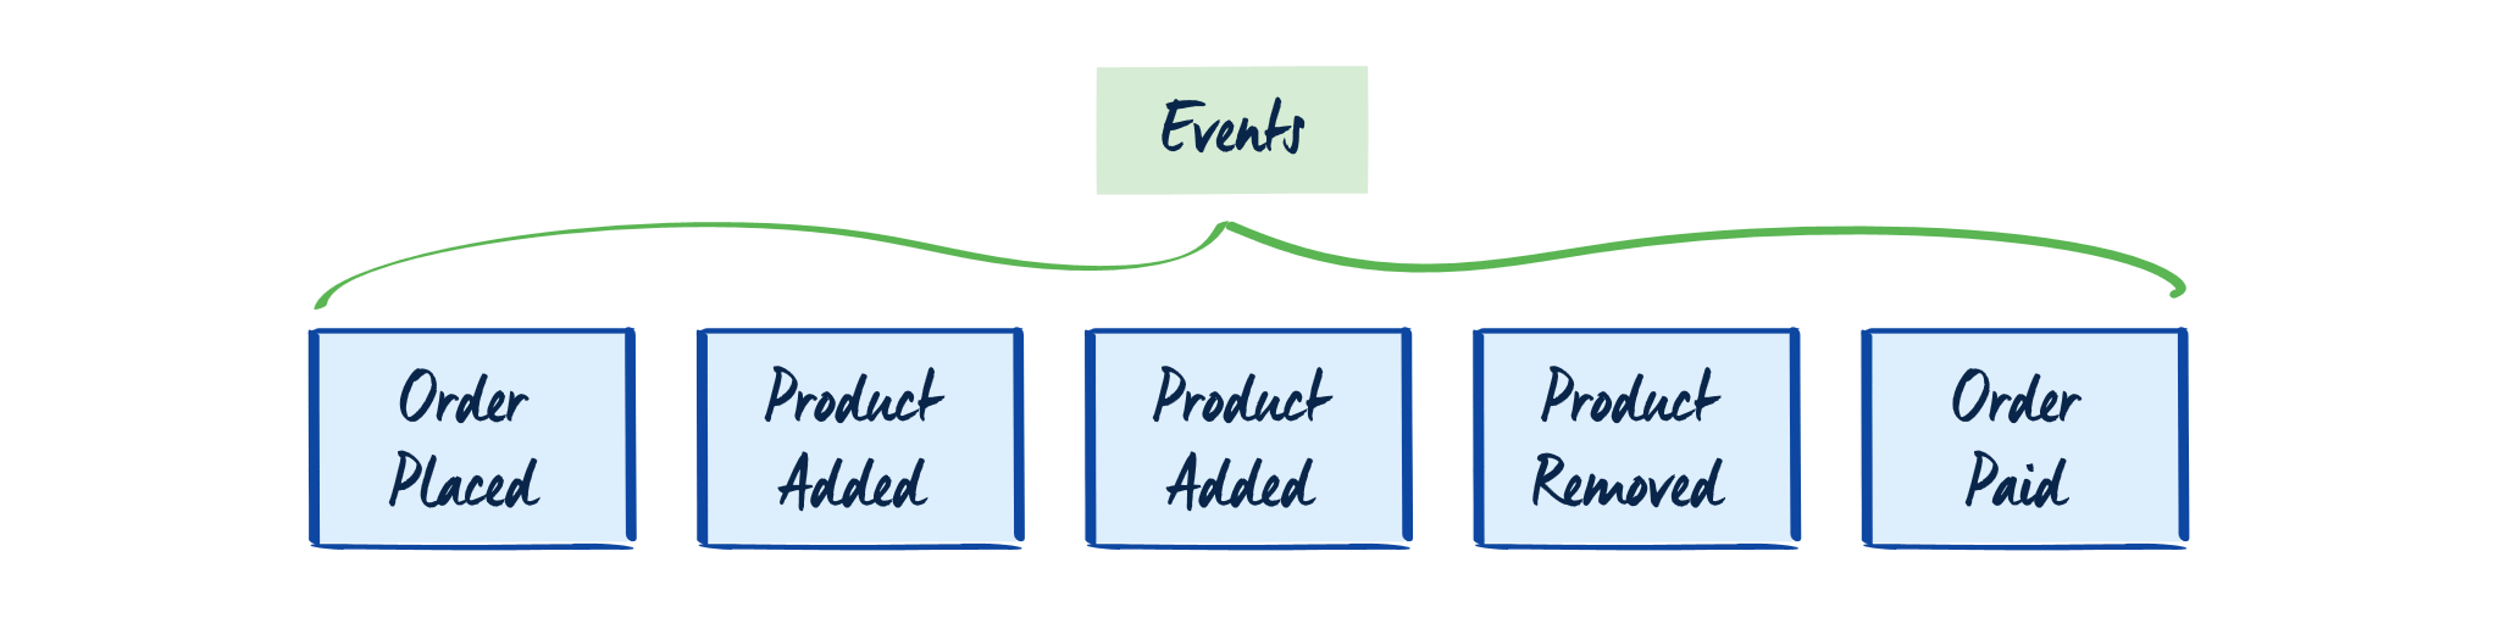 Events
Order
Placed
Product
Added
Product
Added
Product
Removed
Order
Paid